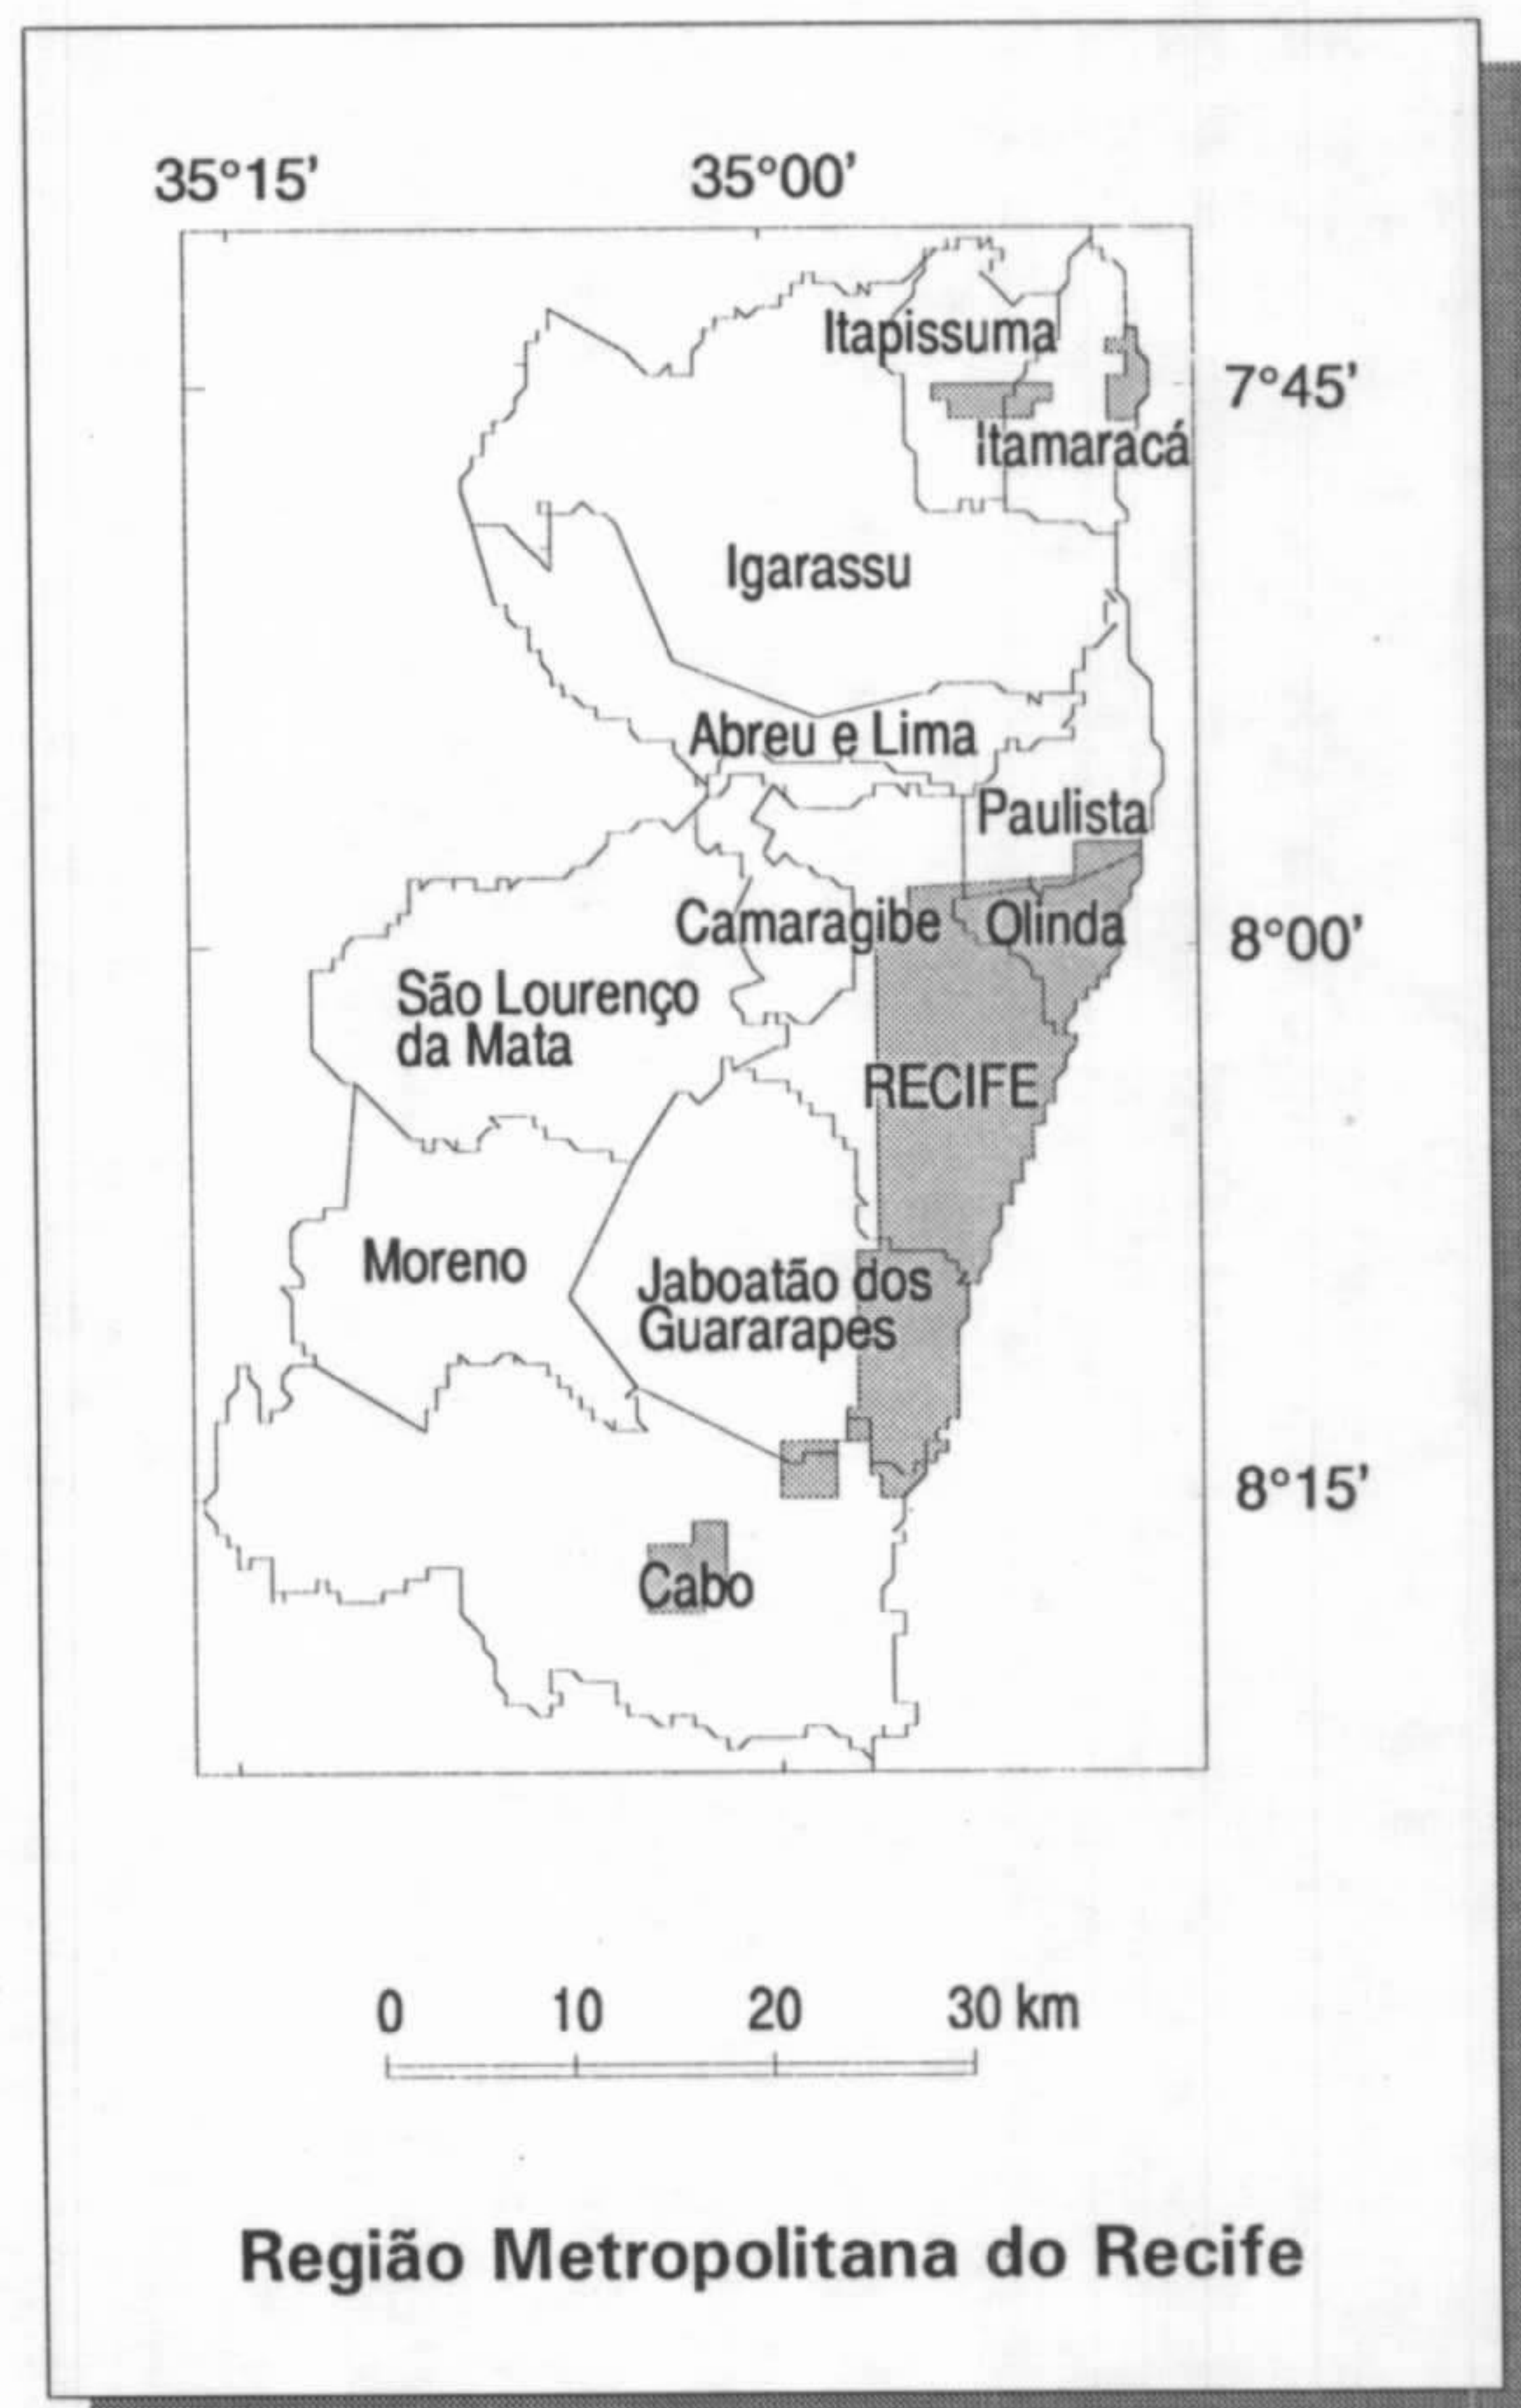 35°15' 35°00'
Itapissuma
7°45'
Itamaracá
Igarassu
Abreu e Lima
Paulista
Camaragibe Olinda
8°00'
São Lourenço
da Mata
RECIFE
Moreno
Jaboatão dos
Guararapes
8°15'
Cabo
0 10 20 30 km
Região Metropolitana do Recife